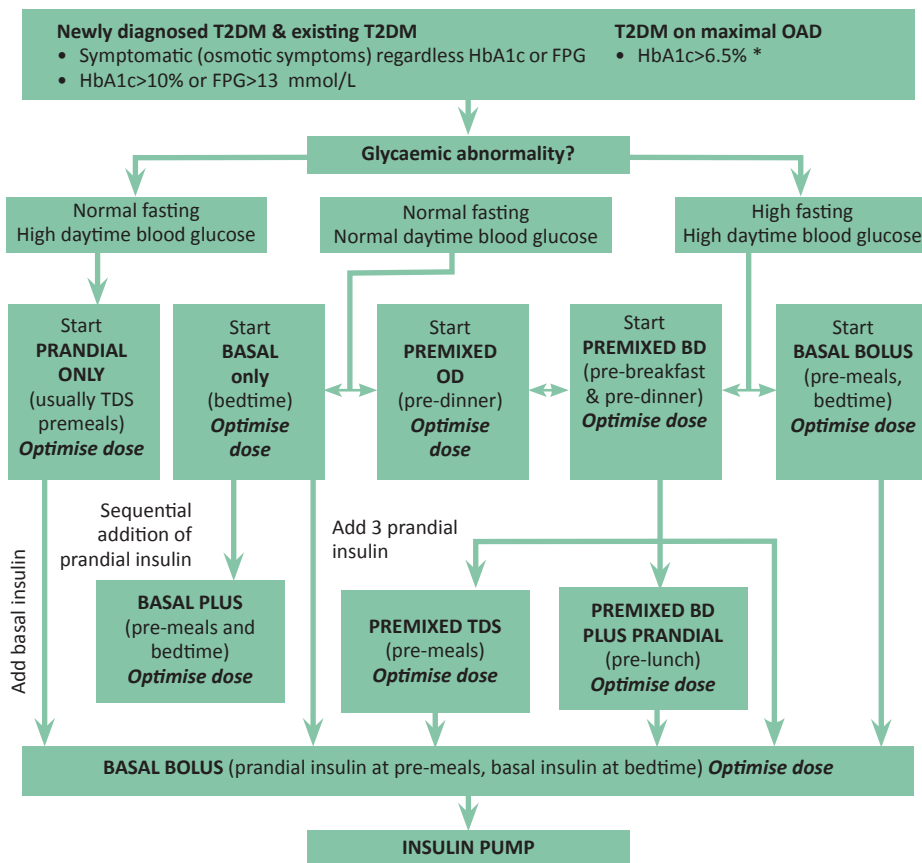 Newly diagnosed T2DM & existing T2DM
• Symptomatic (osmotic symptoms) regardless HbA1c or FPG
• HbA1c>10% or FPG>13 mmol/L
T2DM on maximal OAD
• HbA1c>6.5% *
Glycaemic abnormality?
Normal fasting
High daytime blood glucose
Normal fasting
Normal daytime blood glucose
High fasting
High daytime blood glucose
Start
PRANDIAL
ONLY
(usually TDS
premeals)
Optimise dose
Start
BASAL
only
(bedtime)
Optimise
dose
Start
PREMIXED
OD
(pre-dinner)
Optimise
dose
Start
PREMIXED BD
(pre-breakfast
& pre-dinner)
Optimise dose
Start
BASAL BOLUS
(pre-meals,
bedtime)
Optimise dose
Add basal insulin
Sequential
addition of
prandial insulin
Add 3 prandial
insulin
BASAL PLUS
(pre-meals and
bedtime)
Optimise dose
PREMIXED TDS
(pre-meals)
Optimise dose
PREMIXED BD
PLUS PRANDIAL
(pre-lunch)
Optimise dose
BASAL BOLUS (prandial insulin at pre-meals, basal insulin at bedtime) Optimise dose
INSULIN PUMP